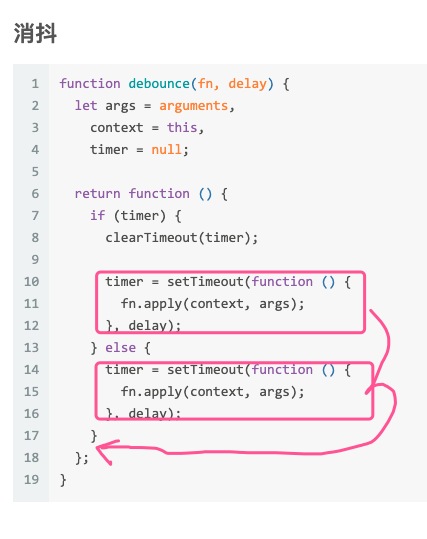 消抖
1 function debounce(fn, delay) {
2 let args = arguments,
3 context = this,
4 timer = null;
5
6 return function () {
7 if (timer) {
8 clearTimeout(timer);
9
10 timer = setTimeout(function () {
11 fn.apply(context, args);
12 }, delay);
13 } else {
14 timer = setTimeout(function () {
15 fn.apply(context, args);
16 }, delay);
17 }
18 };
19 }